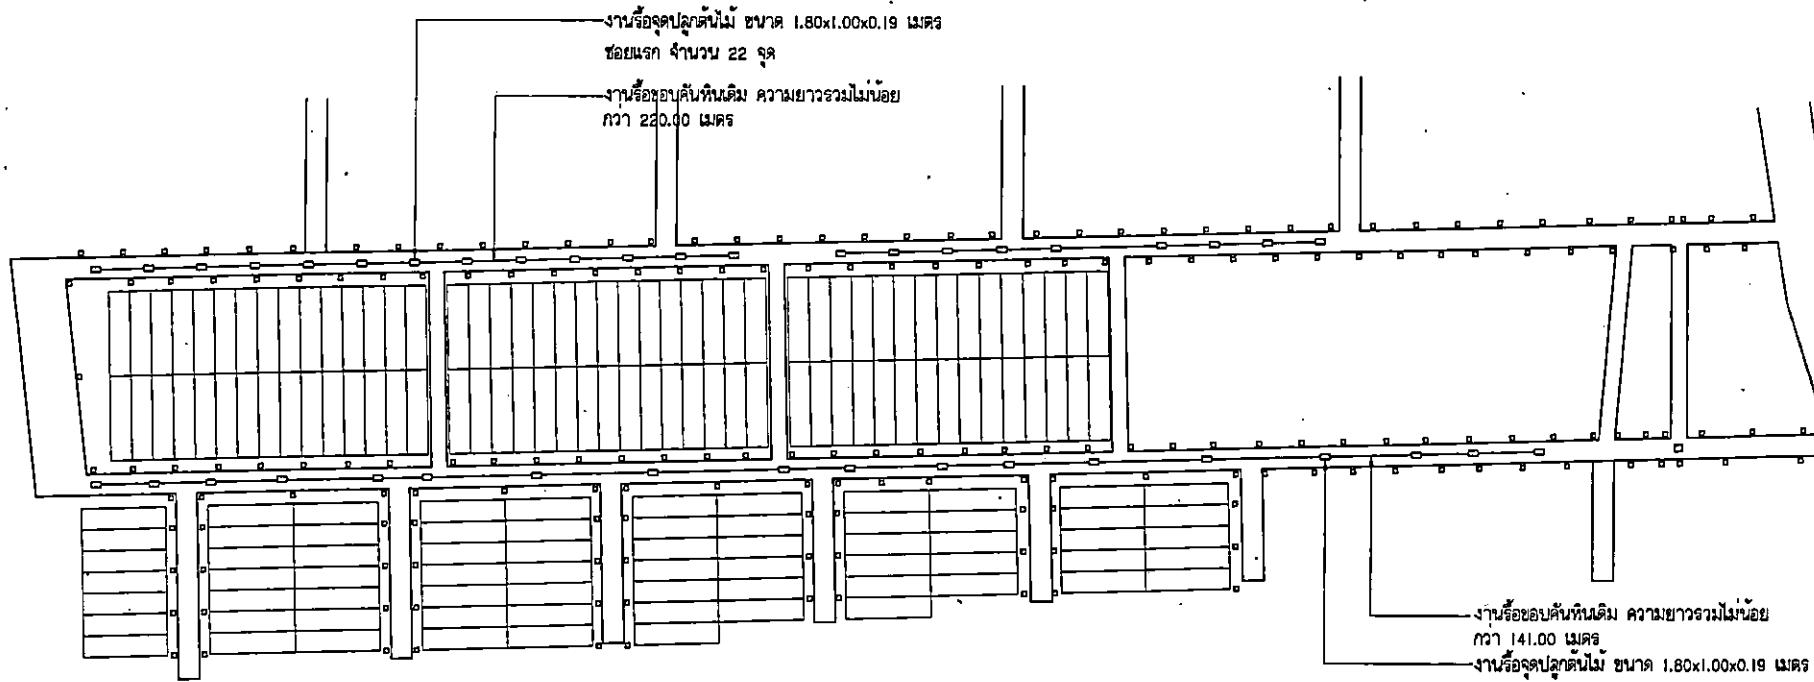 งานรื้อจุดปลูกต้นไม้ ขนาด 1.80x1.00x0.19 เมตร
ซอยแรก จำนวน 22 จุด
งานรื้อขอบคันหินเดิม ความยาวรวมไม่น้อย
กว่า 220.00 เมตร
งานรื้อขอบคันหินเดิม ความยาวรวมไม่น้อย
กว่า 141.00 เมตร
งานรื้อจุดปลูกต้นไม้ ขนาด 1.80x1.00x0.19 เมตร